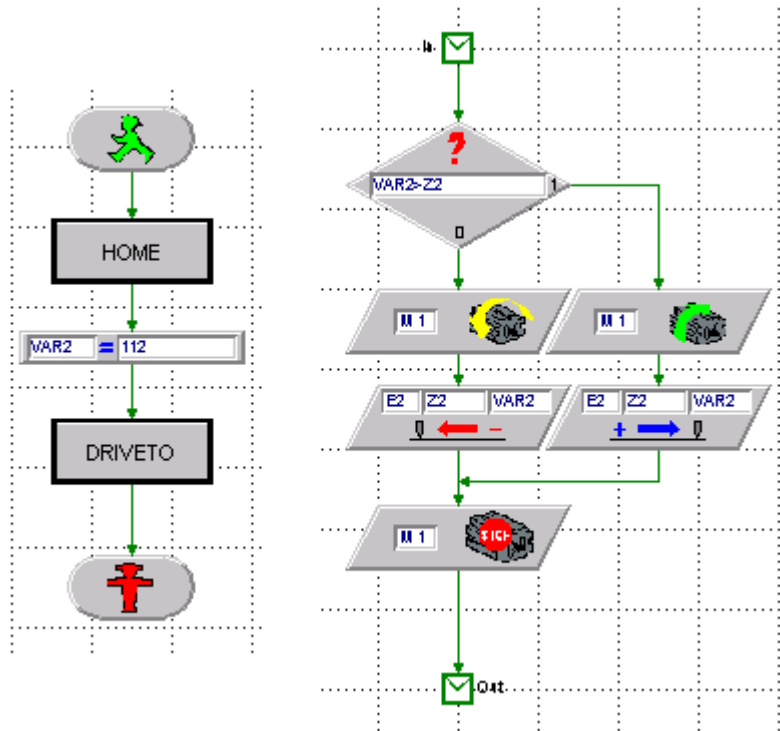 HOME
VAR2 = 112
DRIVETO
In
?
VAR2>Z2 1
0
M 1
M 1
E2 Z2 VAR2
E2 Z2 VAR2
← -
+ →
M 1
Out